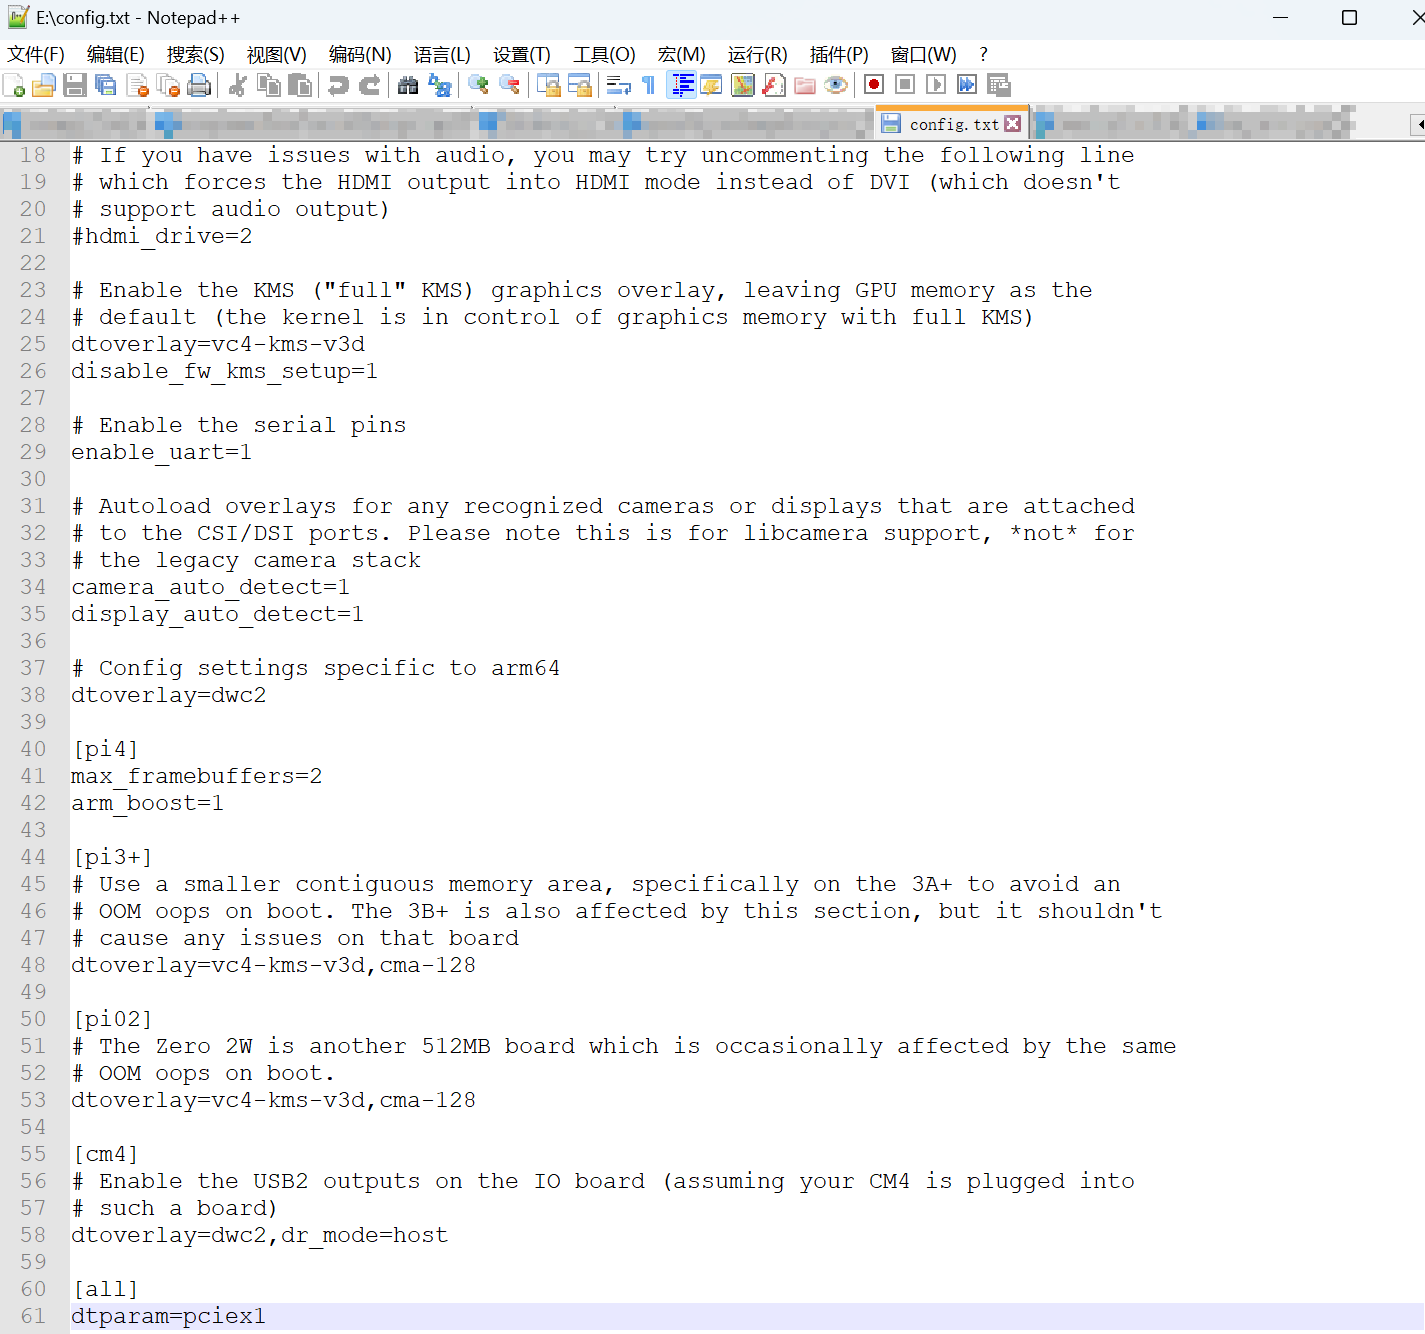 E:\config.txt - Notepad++
文件(F) 编辑(E) 搜索(S) 视图(V) 编码(N) 语言(L) 设置(T) 工具(O) 宏(M) 运行(R) 插件(P) 窗口(W) ?
config.txt
18 # If you have issues with audio, you may try uncommenting the following line
19 # which forces the HDMI output into HDMI mode instead of DVI (which doesn't
20 # support audio output)
21 #hdmi_drive=2
22
23 # Enable the KMS ("full" KMS) graphics overlay, leaving GPU memory as the
24 # default (the kernel is in control of graphics memory with full KMS)
25 dtoverlay=vc4-kms-v3d
26 disable_fw_kms_setup=1
27
28 # Enable the serial pins
29 enable_uart=1
30
31 # Autoload overlays for any recognized cameras or displays that are attached
32 # to the CSI/DSI ports. Please note this is for libcamera support, *not* for
33 # the legacy camera stack
34 camera_auto_detect=1
35 display_auto_detect=1
36
37 # Config settings specific to arm64
38 dtoverlay=dwc2
39
40 [pi4]
41 max_framebuffers=2
42 arm_boost=1
43
44 [pi3+]
45 # Use a smaller contiguous memory area, specifically on the 3A+ to avoid an
46 # OOM oops on boot. The 3B+ is also affected by this section, but it shouldn't
47 # cause any issues on that board
48 dtoverlay=vc4-kms-v3d,cma-128
49
50 [pi02]
51 # The Zero 2W is another 512MB board which is occasionally affected by the same
52 # OOM oops on boot.
53 dtoverlay=vc4-kms-v3d,cma-128
54
55 [cm4]
56 # Enable the USB2 outputs on the IO board (assuming your CM4 is plugged into
57 # such a board)
58 dtoverlay=dwc2,dr_mode=host
59
60 [all]
61 dtparam=pciex1